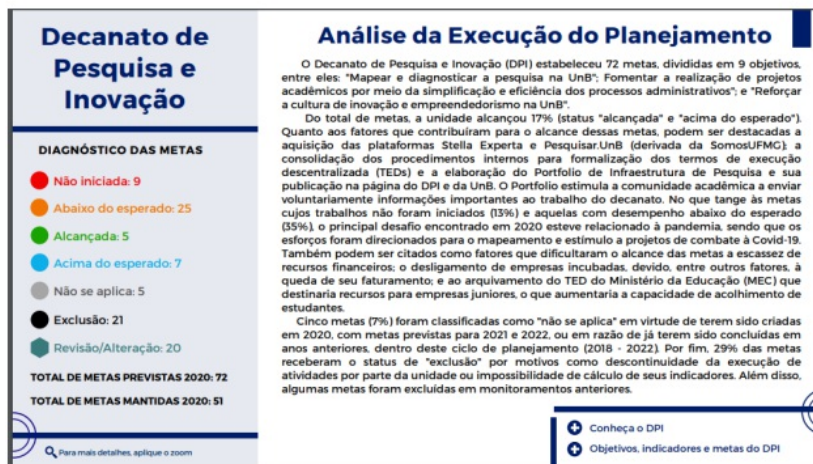 Decanato de
Pesquisa e
Inovação
DIAGNÓSTICO DAS METAS
Não iniciada: 9
Abaixo do esperado: 25
Alcançada: 5
Acima do esperado: 7
Não se aplica: 5
Exclusão: 21
Revisão/Alteração: 20
TOTAL DE METAS PREVISTAS 2020: 72
TOTAL DE METAS MANTIDAS 2020: 51
Para mais detalhes, aplique o zoom
Análise da Execução do Planejamento
O Decanato de Pesquisa e Inovação (DPI) estabeleceu 72 metas, divididas em 9 objetivos,
entre eles: "Mapear e diagnosticar a pesquisa na UnB"; Fomentar a realização de projetos
acadêmicos por meio da simplificação e eficiência dos processos administrativos"; e "Reforçar
a cultura de inovação e empreendedorismo na UnB".
Do total de metas, a unidade alcançou 17% (status "alcançada" e "acima do esperado").
Quanto aos fatores que contribuíram para o alcance dessas metas, podem ser destacadas a
aquisição das plataformas Stella Experta e Pesquisar.UnB (derivada da SomosUFMG); a
consolidação dos procedimentos internos para formalização dos termos de execução
descentralizada (TEDs) e a elaboração do Portfolio de Infraestrutura de Pesquisa e sua
publicação na página do DPI e da UnB. O Portfolio estimula a comunidade acadêmica a enviar
voluntariamente informações importantes ao trabalho do decanato. No que tange às metas
cujos trabalhos não foram iniciados (13%) e aquelas com desempenho abaixo do esperado
(35%), o principal desafio encontrado em 2020 esteve relacionado à pandemia, sendo que os
esforços foram direcionados para o mapeamento e estímulo a projetos de combate à Covid-19.
Também podem ser citados como fatores que dificultaram o alcance das metas a escassez de
recursos financeiros; o desligamento de empresas incubadas, devido, entre outros fatores, à
queda de seu faturamento; e ao arquivamento do TED do Ministério da Educação (MEC) que
destinaria recursos para empresas juniores, o que aumentaria a capacidade de acolhimento de
estudantes.
Cinco metas (7%) foram classificadas como "não se aplica" em virtude de terem sido criadas
em 2020, com metas previstas para 2021 e 2022, ou em razão de já terem sido concluídas em
anos anteriores, dentro deste ciclo de planejamento (2018 - 2022). Por fim, 29% das metas
receberam o status de "exclusão" por motivos como descontinuidade da execução de
atividades por parte da unidade ou impossibilidade de cálculo de seus indicadores. Além disso,
algumas metas foram excluídas em monitoramentos anteriores.
Conheça o DPI
Objetivos, indicadores e metas do DPI